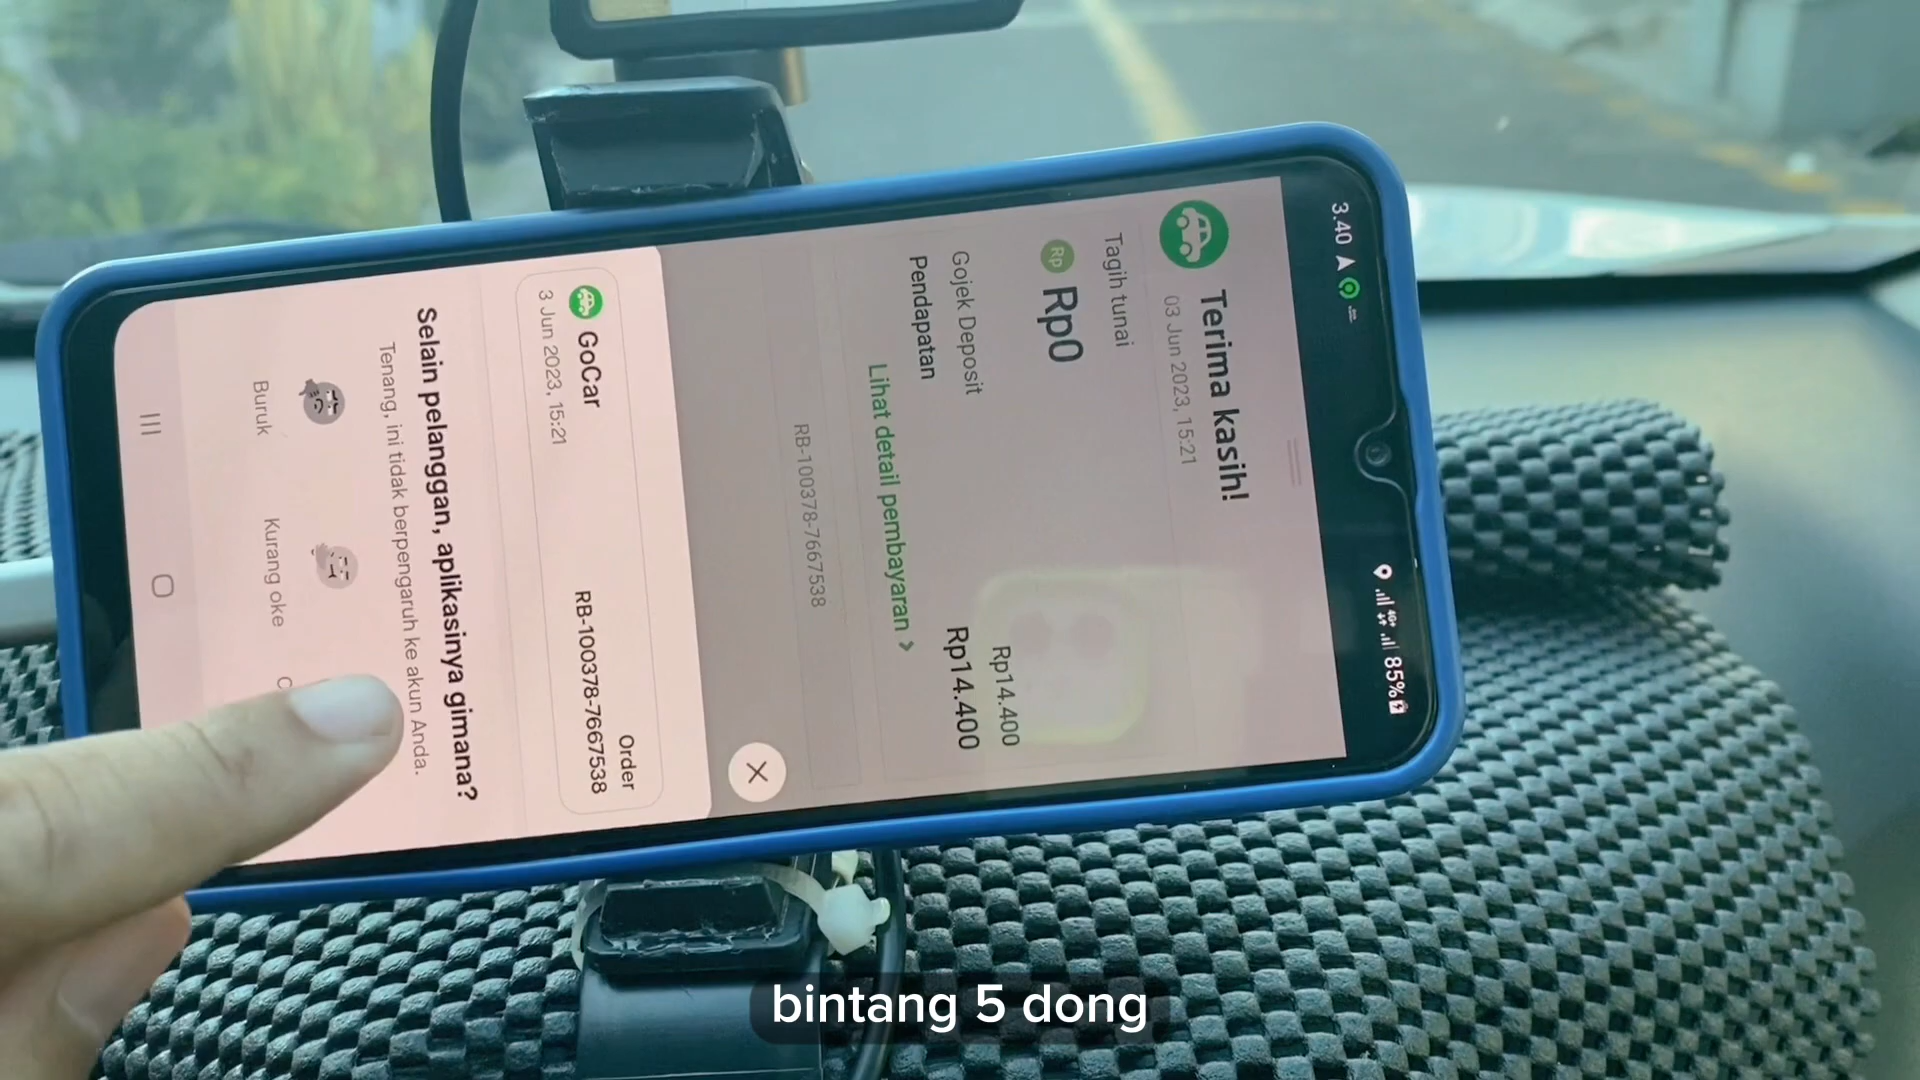 3.40
4G+
85%
Terima kasih!
03 Jun 2023, 15:21
Tagih tunai
Rp
Rp0
Gojek Deposit Rp14.400
Pendapatan Rp14.400
Lihat detail pembayaran >
RB-100378-7667538
GoCar
3 Jun 2023, 15:21
Order
RB-100378-7667538
Selain pelanggan, aplikasinya gimana?
Tenang, ini tidak berpengaruh ke akun Anda.
Buruk
Kurang oke
bintang 5 dong